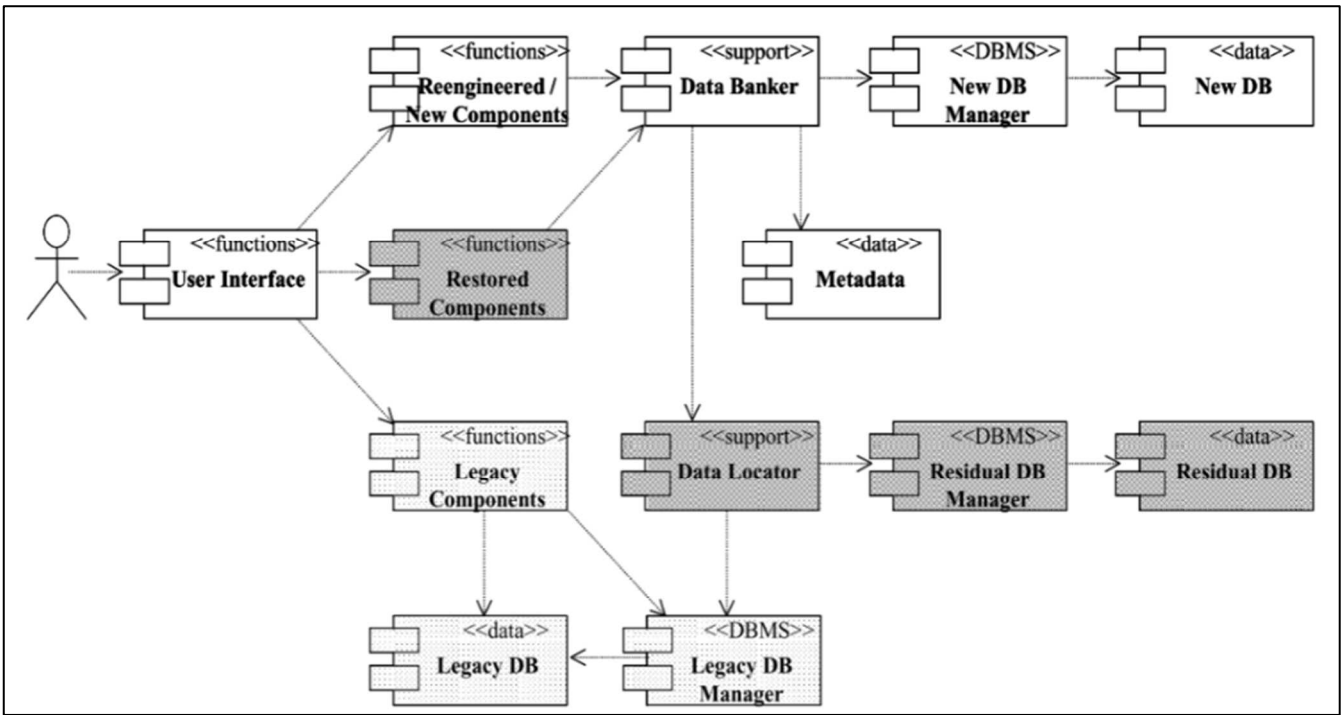 <<functions>>
Reengineered /
New Components
<<support>>
Data Banker
<<DBMS>>
New DB
Manager
<<data>>
New DB
<<functions>>
User Interface
<<functions>>
Restored
Components
<<data>>
Metadata
<<functions>>
Legacy
Components
<<support>>
Data Locator
<<DBMS>>
Residual DB
Manager
<<data>>
Residual DB
<<data>>
Legacy DB
<<DBMS>>
Legacy DB
Manager